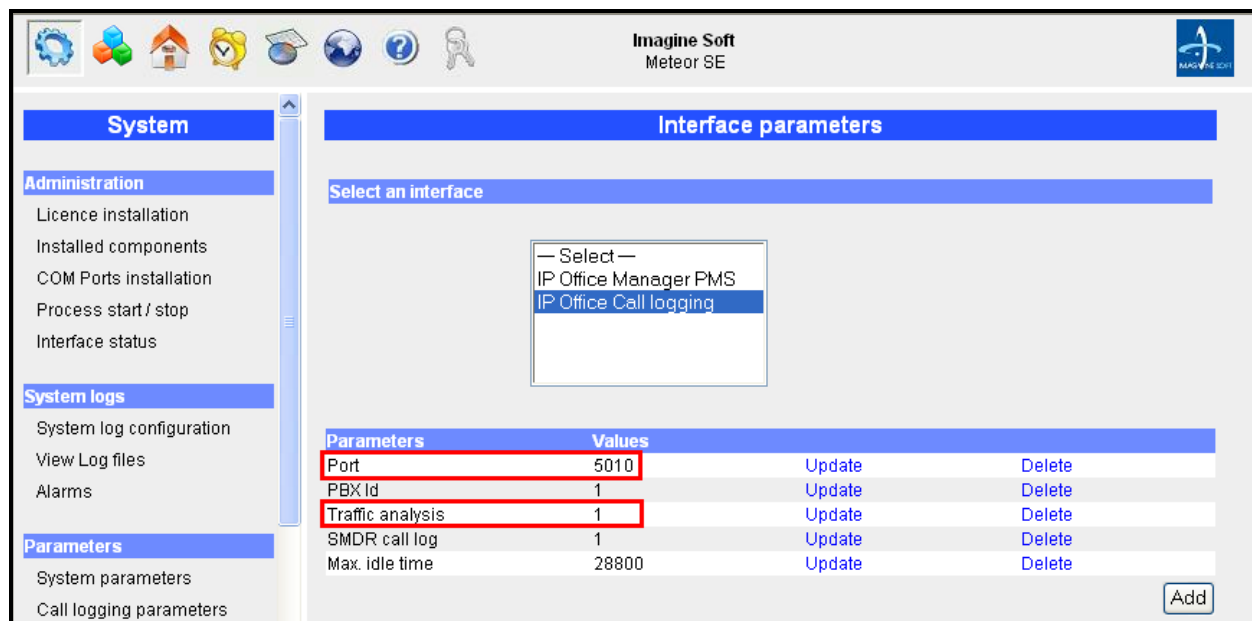 Imagine Soft
Meteor SE
System
Administration
Licence installation
Installed components
COM Ports installation
Process start / stop
Interface status
System logs
System log configuration
View Log files
Alarms
Parameters
System parameters
Call logging parameters
Interface parameters
Select an interface
— Select —
IP Office Manager PMS
IP Office Call logging
Parameters Values
Port 5010 Update Delete
PBX Id 1 Update Delete
Traffic analysis 1 Update Delete
SMDR call log 1 Update Delete
Max. idle time 28800 Update Delete
Add